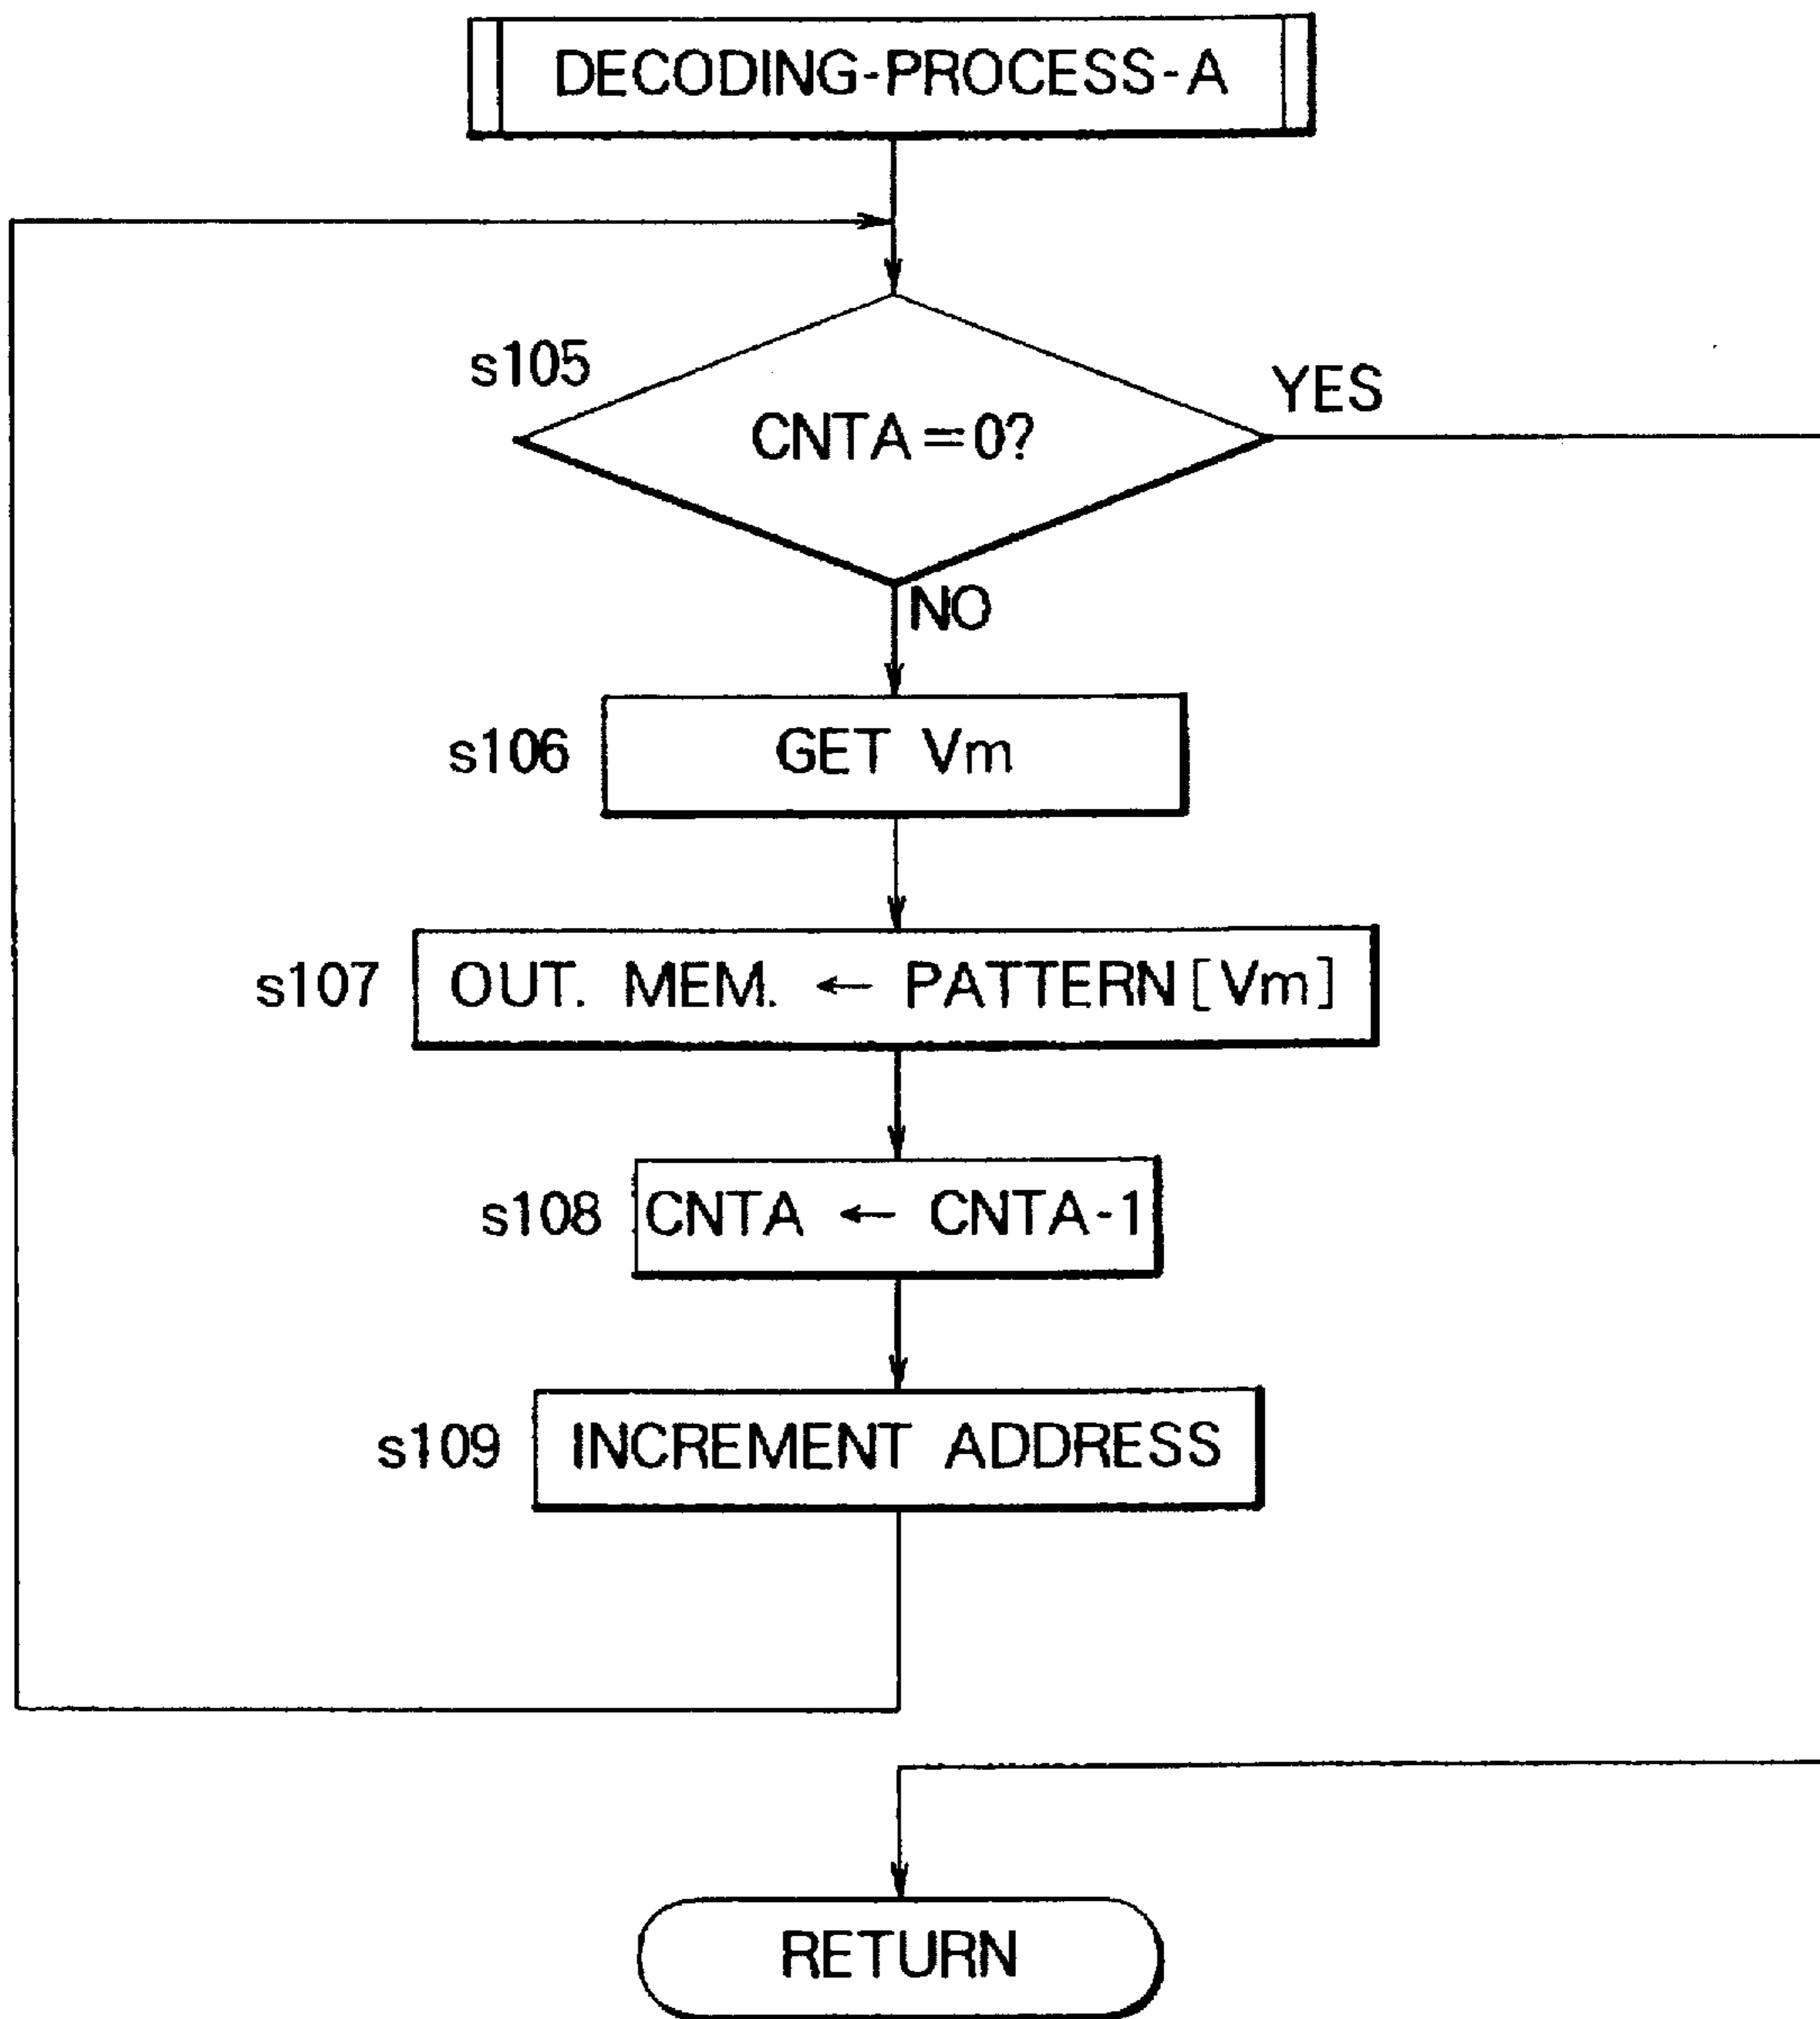 DECODING-PROCESS-A
s105
CNTA=0?
YES
NO
s106
GET Vm
s107
OUT. MEM. ← PATTERN[Vm]
s108
CNTA ← CNTA-1
s109
INCREMENT ADDRESS
RETURN